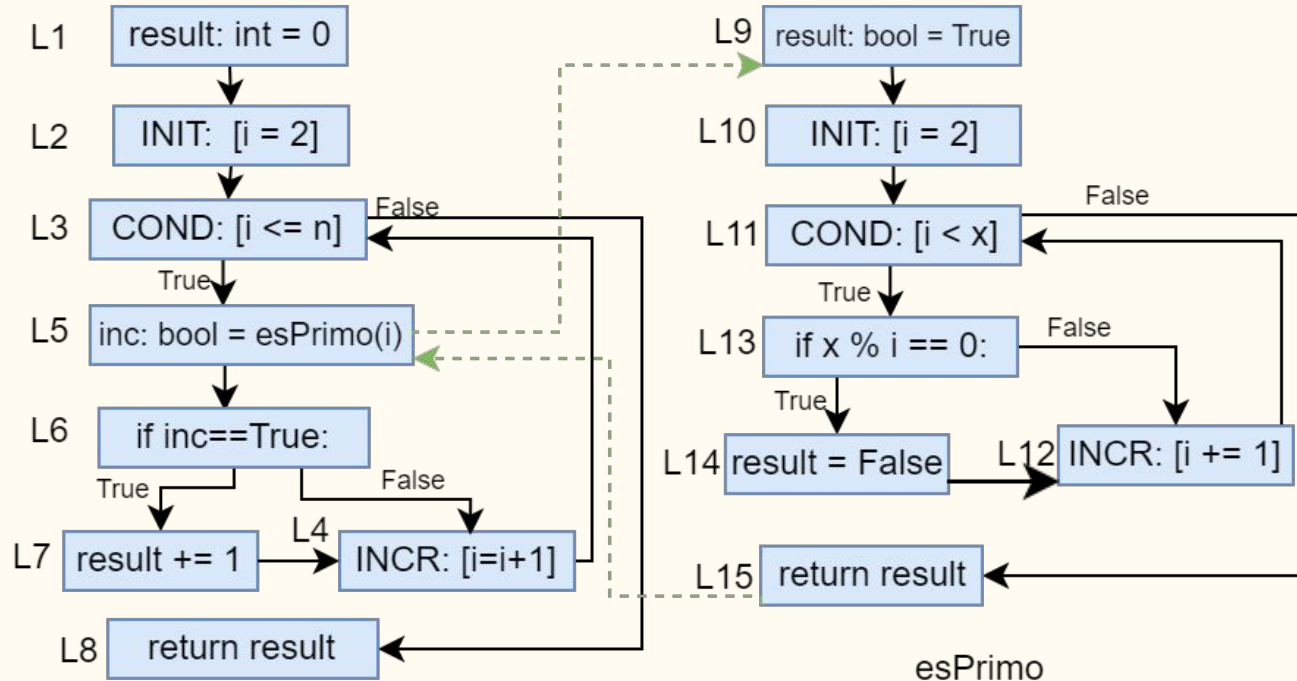 L1
result: int = 0
L2
INIT: [i = 2]
L3
COND: [i <= n]
False
True
L5
inc: bool = esPrimo(i)
L6
if inc==True:
True
False
L7
result += 1
L4
INCR: [i=i+1]
L8
return result
L9
result: bool = True
L10
INIT: [i = 2]
L11
COND: [i < x]
False
True
L13
if x % i == 0:
False
True
L14
result = False
L12
INCR: [i += 1]
L15
return result
esPrimo